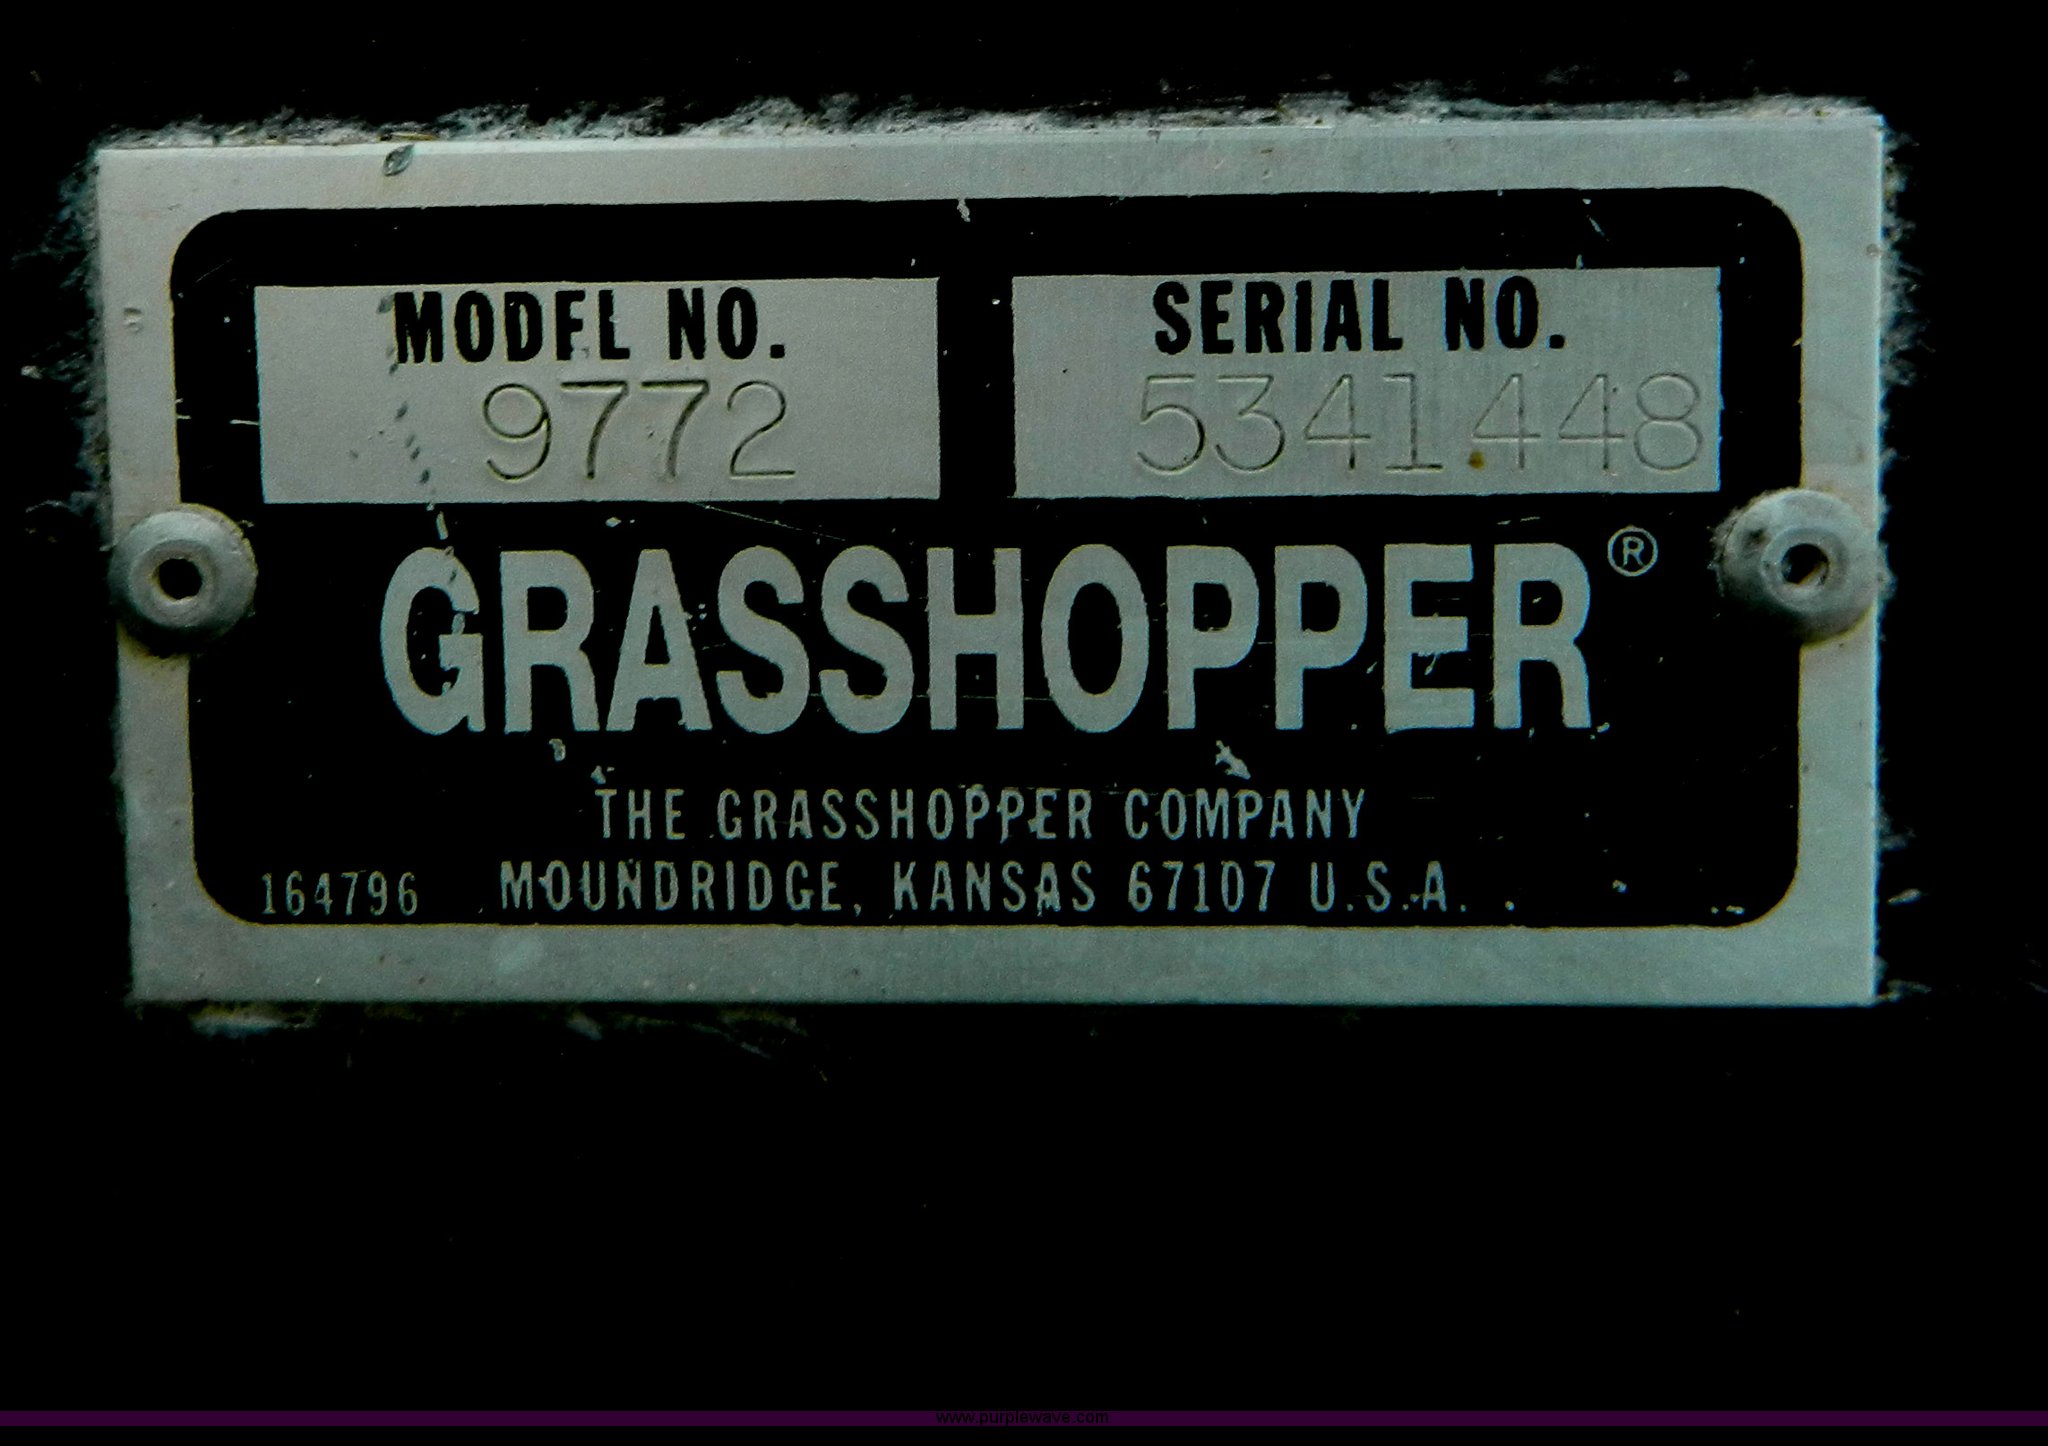 MODEL NO.
9772
SERIAL NO.
5341448
GRASSHOPPER®
THE GRASSHOPPER COMPANY
164796 MOUNDRIDGE, KANSAS 67107 U.S.A.
www.purplewave.com